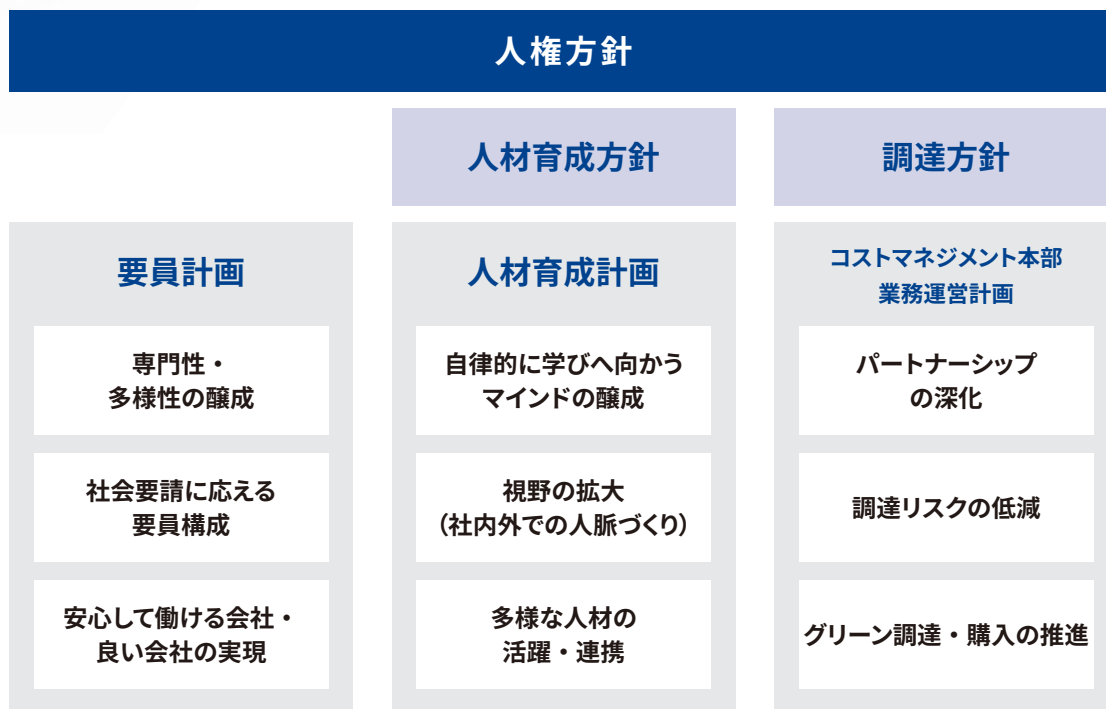 人権方針
人材育成方針
調達方針
要員計画
専門性・
多様性の醸成
社会要請に応える
要員構成
安心して働ける会社・
良い会社の実現
人材育成計画
自律的に学びへ向かう
マインドの醸成
視野の拡大
（社内外での人脈づくり）
多様な人材の
活躍・連携
コストマネジメント本部
業務運営計画
パートナーシップ
の深化
調達リスクの低減
グリーン調達・購入の推進